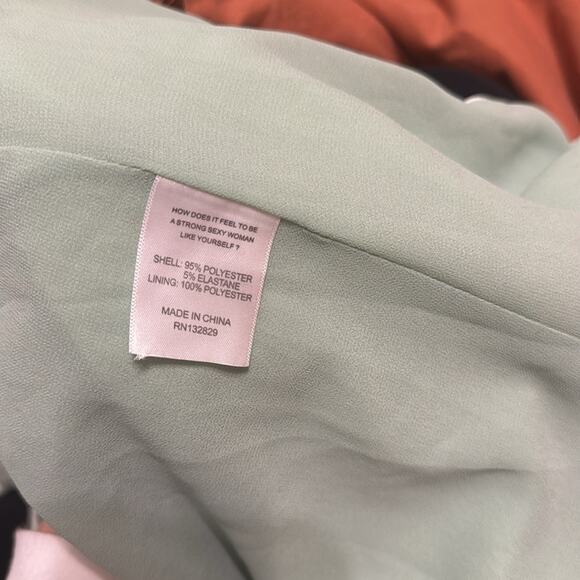 HOW DOES IT FEEL TO BE
A STRONG SEXY WOMAN
LIKE YOURSELF ?
SHELL: 95% POLYESTER
5% ELASTANE
LINING: 100% POLYESTER
MADE IN CHINA
RN132829